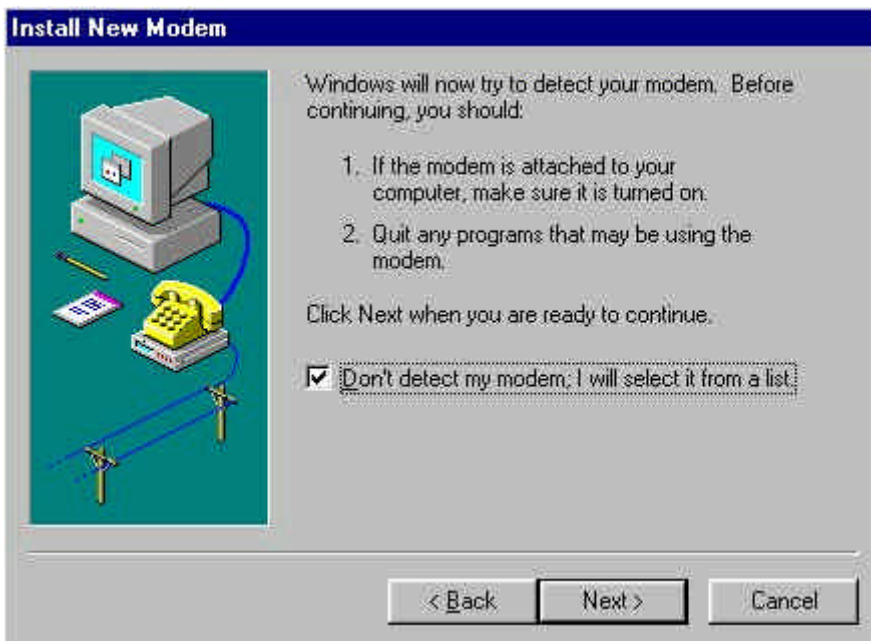 Install New Modem
Windows will now try to detect your modem. Before
continuing, you should:
1. If the modem is attached to your
computer, make sure it is turned on.
2. Quit any programs that may be using the
modem.
Click Next when you are ready to continue.
Don't detect my modem; I will select it from a list.
< Back
Next >
Cancel